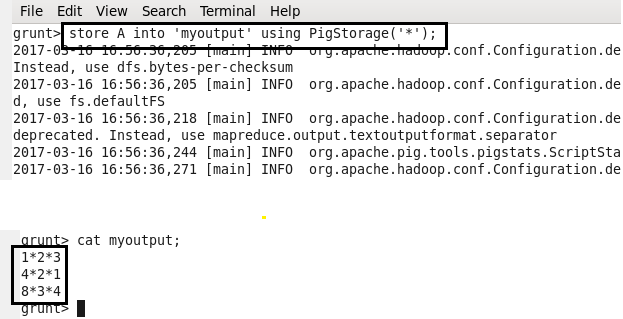 File Edit View Search Terminal Help
grunt> store A into 'myoutput' using PigStorage('*');
2017-03-16 16:56:36,205 [main] INFO  org.apache.hadoop.conf.Configuration.de
Instead, use dfs.bytes-per-checksum
2017-03-16 16:56:36,205 [main] INFO  org.apache.hadoop.conf.Configuration.de
d, use fs.defaultFS
2017-03-16 16:56:36,218 [main] INFO  org.apache.hadoop.conf.Configuration.de
deprecated. Instead, use mapreduce.output.textoutputformat.separator
2017-03-16 16:56:36,244 [main] INFO  org.apache.pig.tools.pigstats.ScriptSta
2017-03-16 16:56:36,271 [main] INFO  org.apache.hadoop.conf.Configuration.de
grunt> cat myoutput;
1*2*3
4*2*1
8*3*4
grunt>